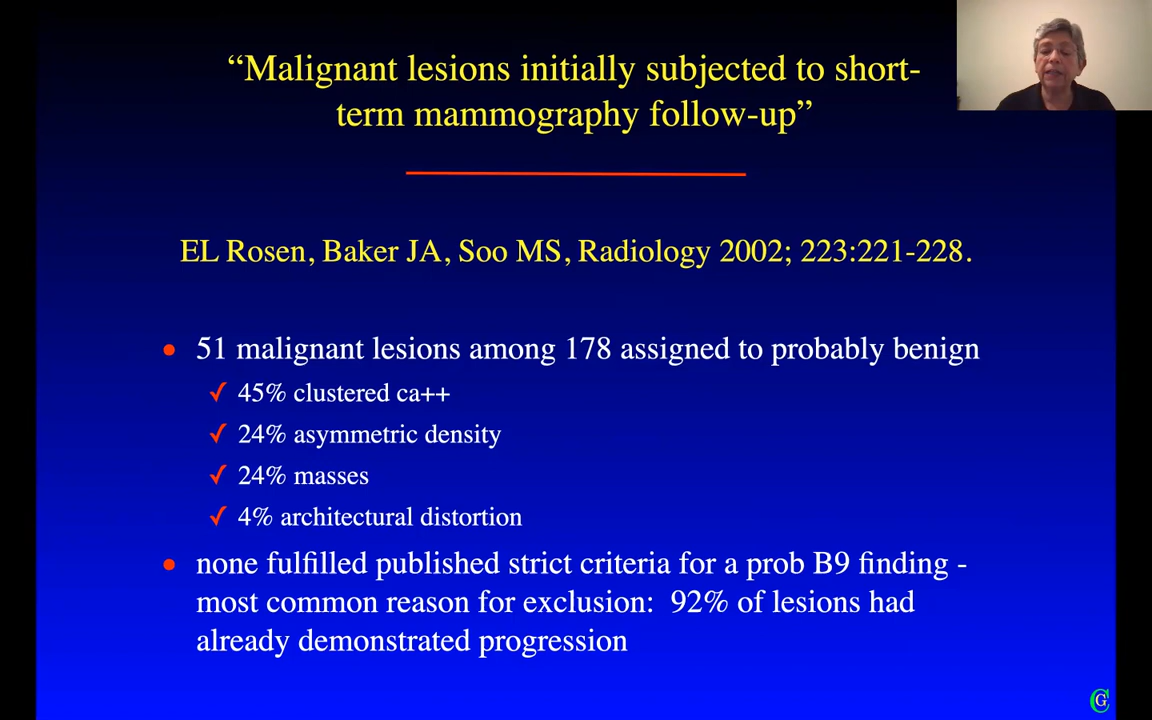 “Malignant lesions initially subjected to short-
term mammography follow-up”
EL Rosen, Baker JA, Soo MS, Radiology 2002; 223:221-228.
• 51 malignant lesions among 178 assigned to probably benign
✓ 45% clustered ca++
✓ 24% asymmetric density
✓ 24% masses
✓ 4% architectural distortion
• none fulfilled published strict criteria for a prob B9 finding -
most common reason for exclusion: 92% of lesions had
already demonstrated progression
CG